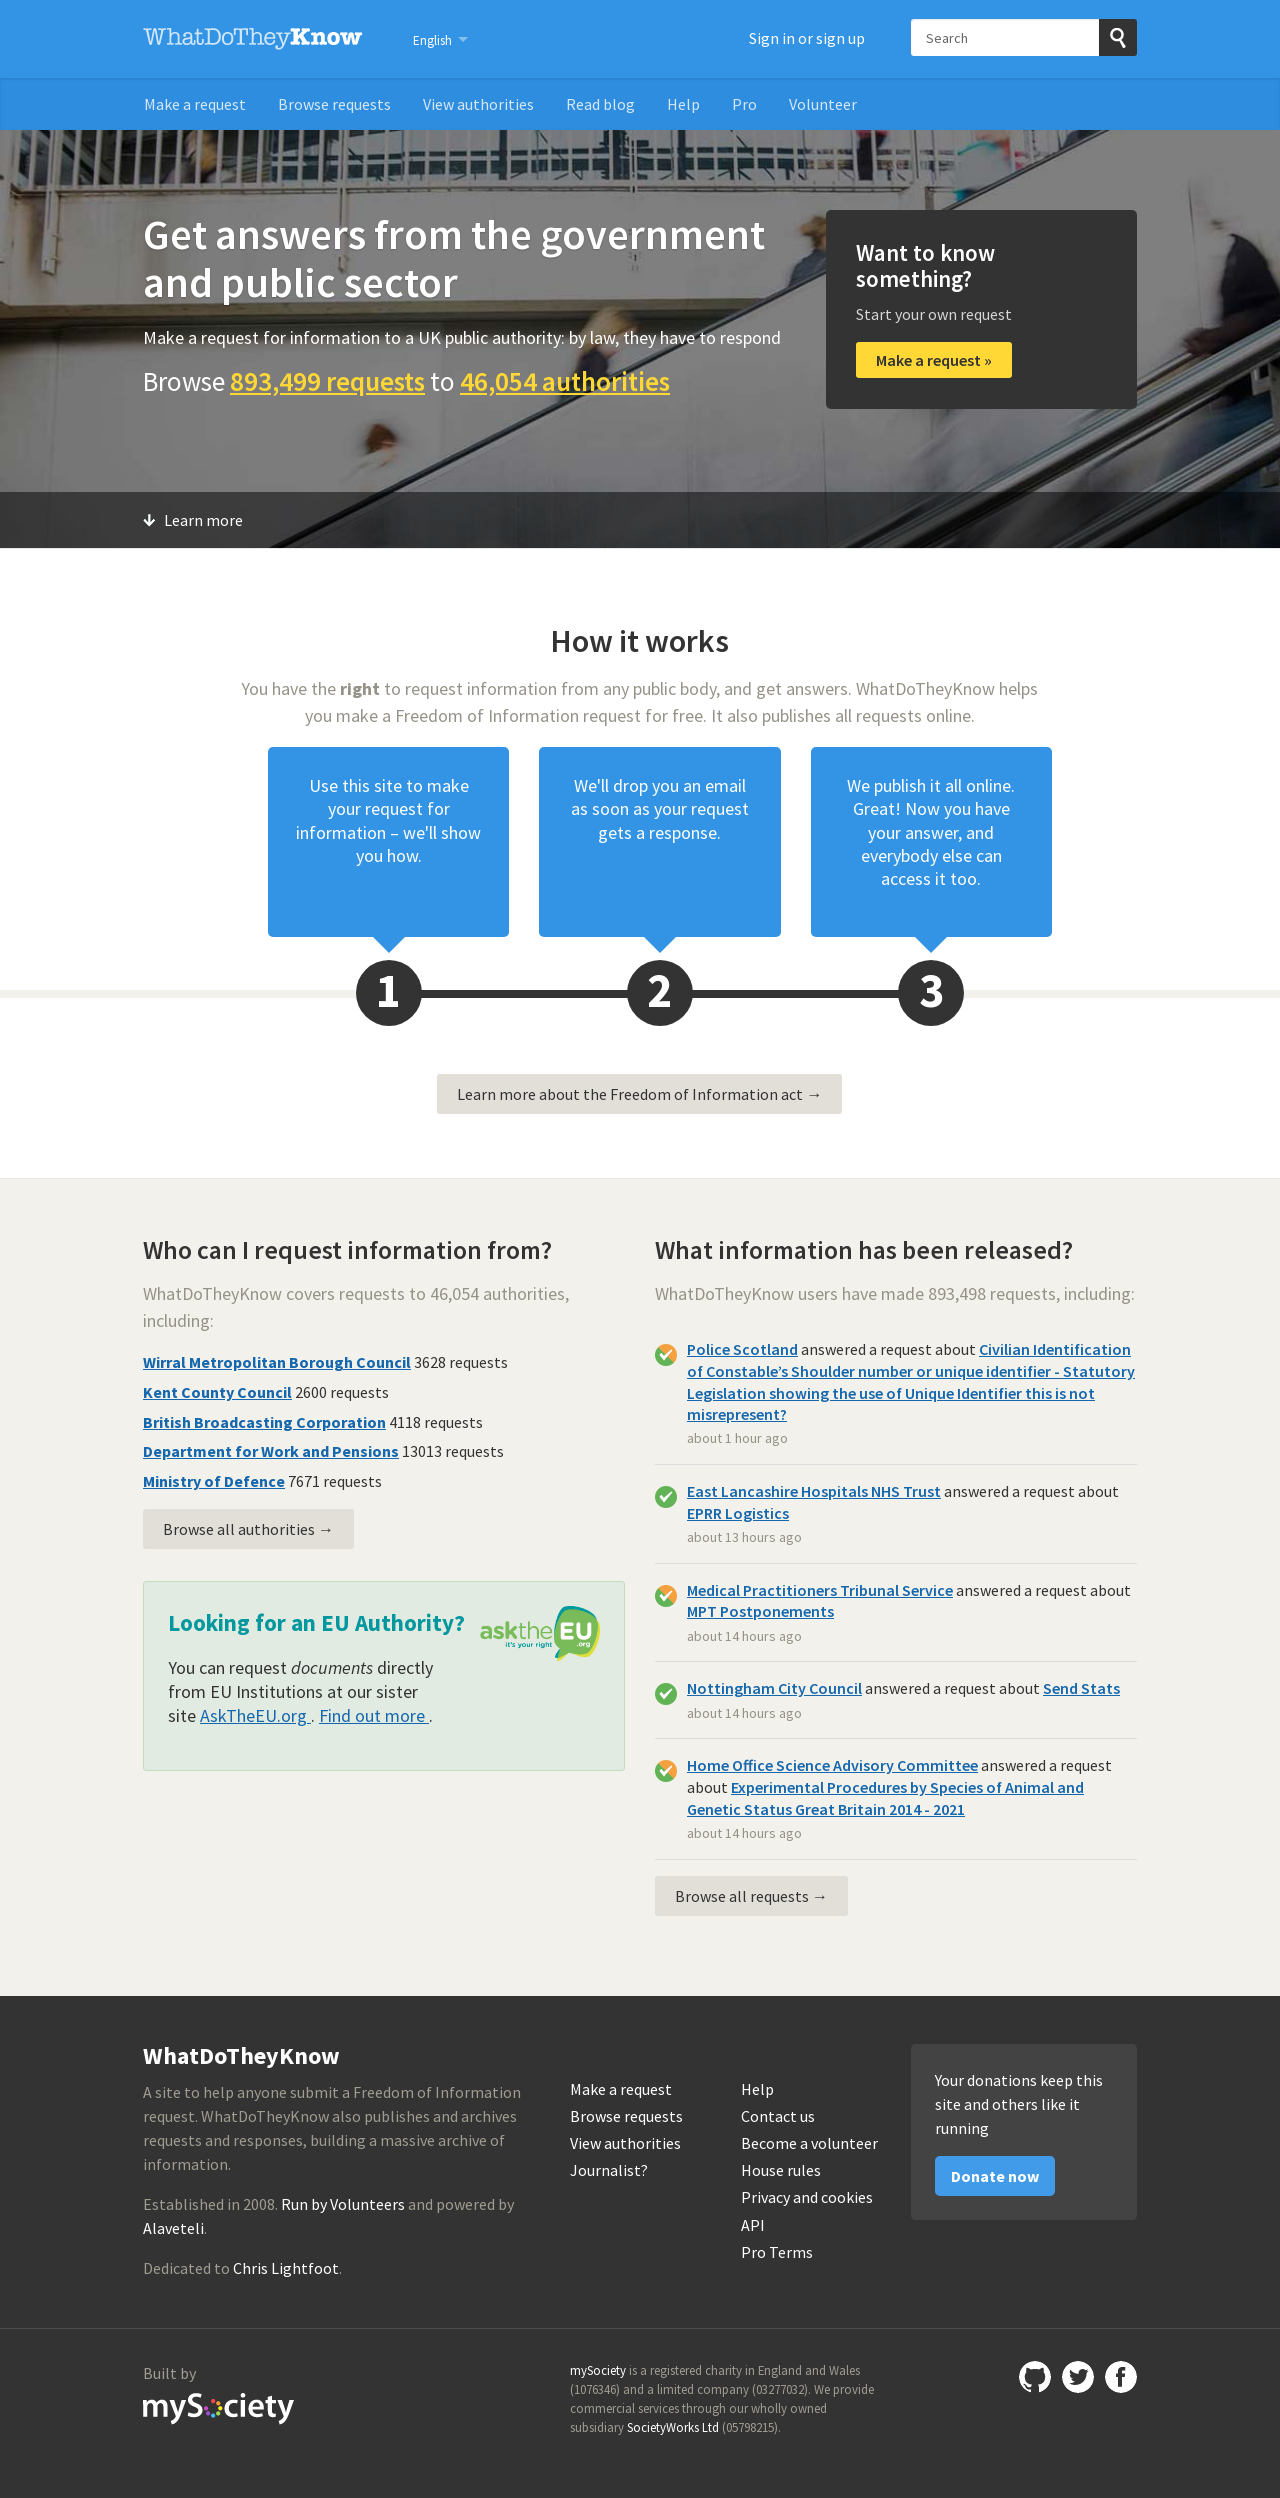 WhatDoTheyKnow
English
Sign in or sign up
Search
Make a request
Browse requests
View authorities
Read blog
Help
Pro
Volunteer
Get answers from the government
and public sector
Make a request for information to a UK public authority: by law, they have to respond
Browse 893,499 requests to 46,054 authorities
Want to know
something?
Start your own request
Make a request »
Learn more
How it works
You have the right to request information from any public body, and get answers. WhatDoTheyKnow helps
you make a Freedom of Information request for free. It also publishes all requests online.
Use this site to make
your request for
information – we'll show
you how.
We'll drop you an email
as soon as your request
gets a response.
We publish it all online.
Great! Now you have
your answer, and
everybody else can
access it too.
1
2
3
Learn more about the Freedom of Information act →
Who can I request information from?
WhatDoTheyKnow covers requests to 46,054 authorities,
including:
Wirral Metropolitan Borough Council 3628 requests
Kent County Council 2600 requests
British Broadcasting Corporation 4118 requests
Department for Work and Pensions 13013 requests
Ministry of Defence 7671 requests
Browse all authorities →
Looking for an EU Authority?
asktheEU
it's your right
.org
You can request documents directly
from EU Institutions at our sister
site AskTheEU.org . Find out more .
What information has been released?
WhatDoTheyKnow users have made 893,498 requests, including:
Police Scotland answered a request about Civilian Identification
of Constable’s Shoulder number or unique identifier - Statutory
Legislation showing the use of Unique Identifier this is not
misrepresent?
about 1 hour ago
East Lancashire Hospitals NHS Trust answered a request about
EPRR Logistics
about 13 hours ago
Medical Practitioners Tribunal Service answered a request about
MPT Postponements
about 14 hours ago
Nottingham City Council answered a request about Send Stats
about 14 hours ago
Home Office Science Advisory Committee answered a request
about Experimental Procedures by Species of Animal and
Genetic Status Great Britain 2014 - 2021
about 14 hours ago
Browse all requests →
WhatDoTheyKnow
A site to help anyone submit a Freedom of Information
request. WhatDoTheyKnow also publishes and archives
requests and responses, building a massive archive of
information.
Established in 2008. Run by Volunteers and powered by
Alaveteli.
Dedicated to Chris Lightfoot.
Make a request
Browse requests
View authorities
Journalist?
Help
Contact us
Become a volunteer
House rules
Privacy and cookies
API
Pro Terms
Your donations keep this
site and others like it
running
Donate now
Built by
mySociety
mySociety is a registered charity in England and Wales
(1076346) and a limited company (03277032). We provide
commercial services through our wholly owned
subsidiary SocietyWorks Ltd (05798215).